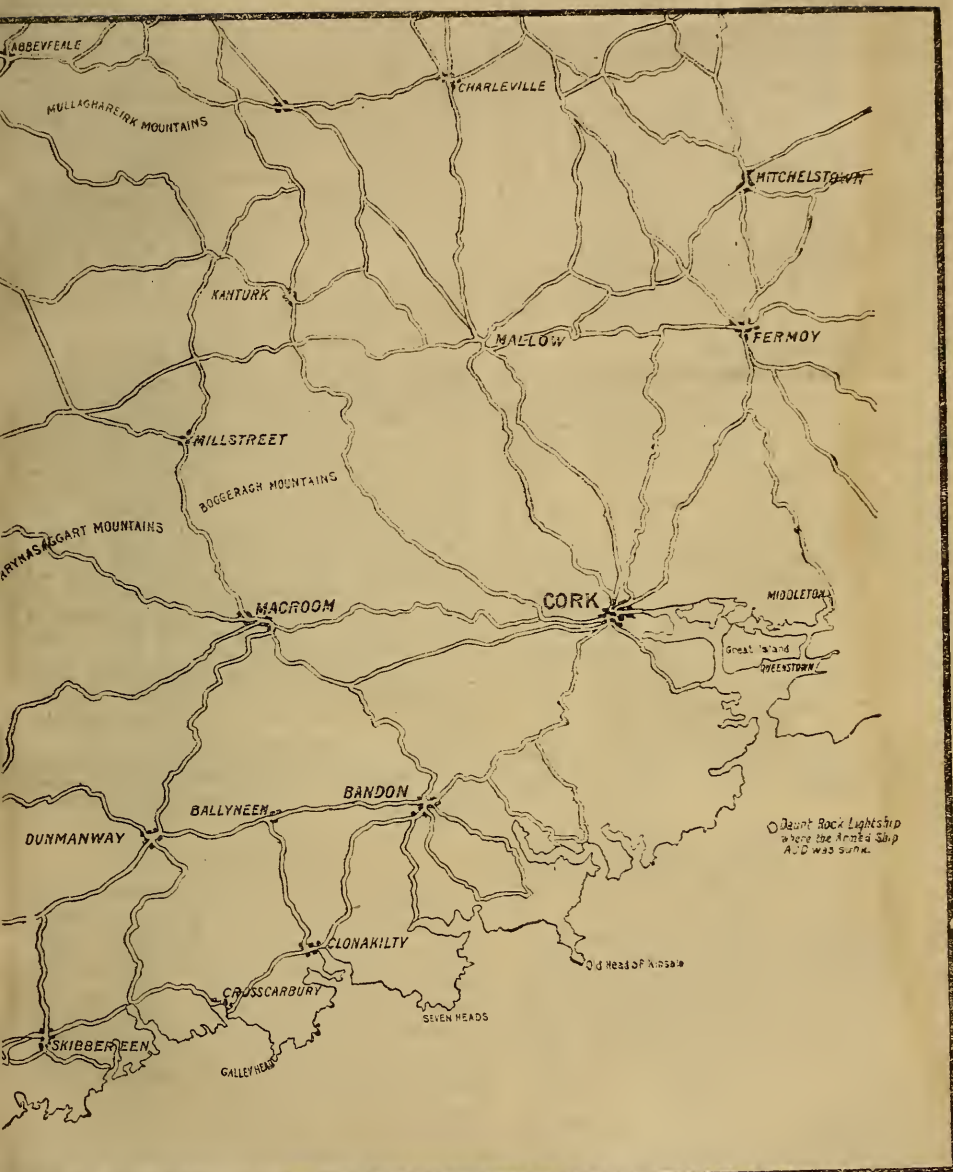 ABBEYFEALE
CHARLEVILLE
MULLAGHAREIRK MOUNTAINS
MITCHELSTOWN
KANTURK
MALLOW
FERMOY
MILLSTREET
BOGGERAGH MOUNTAINS
MOUNTAINS
MACROOM
CORK
MIDDLETON
Great Island
QUEENSTOWN
BANDON
BALLYNEEN
DUNMANWAY
Daunt Rock Lightship
where the Armed Ship
AUD was sunk.
CLONAKILTY
Old Head of Kinsale
CROSSCARBURY
SEVEN HEADS
SKIBBEREEN
GALLEY HEAD